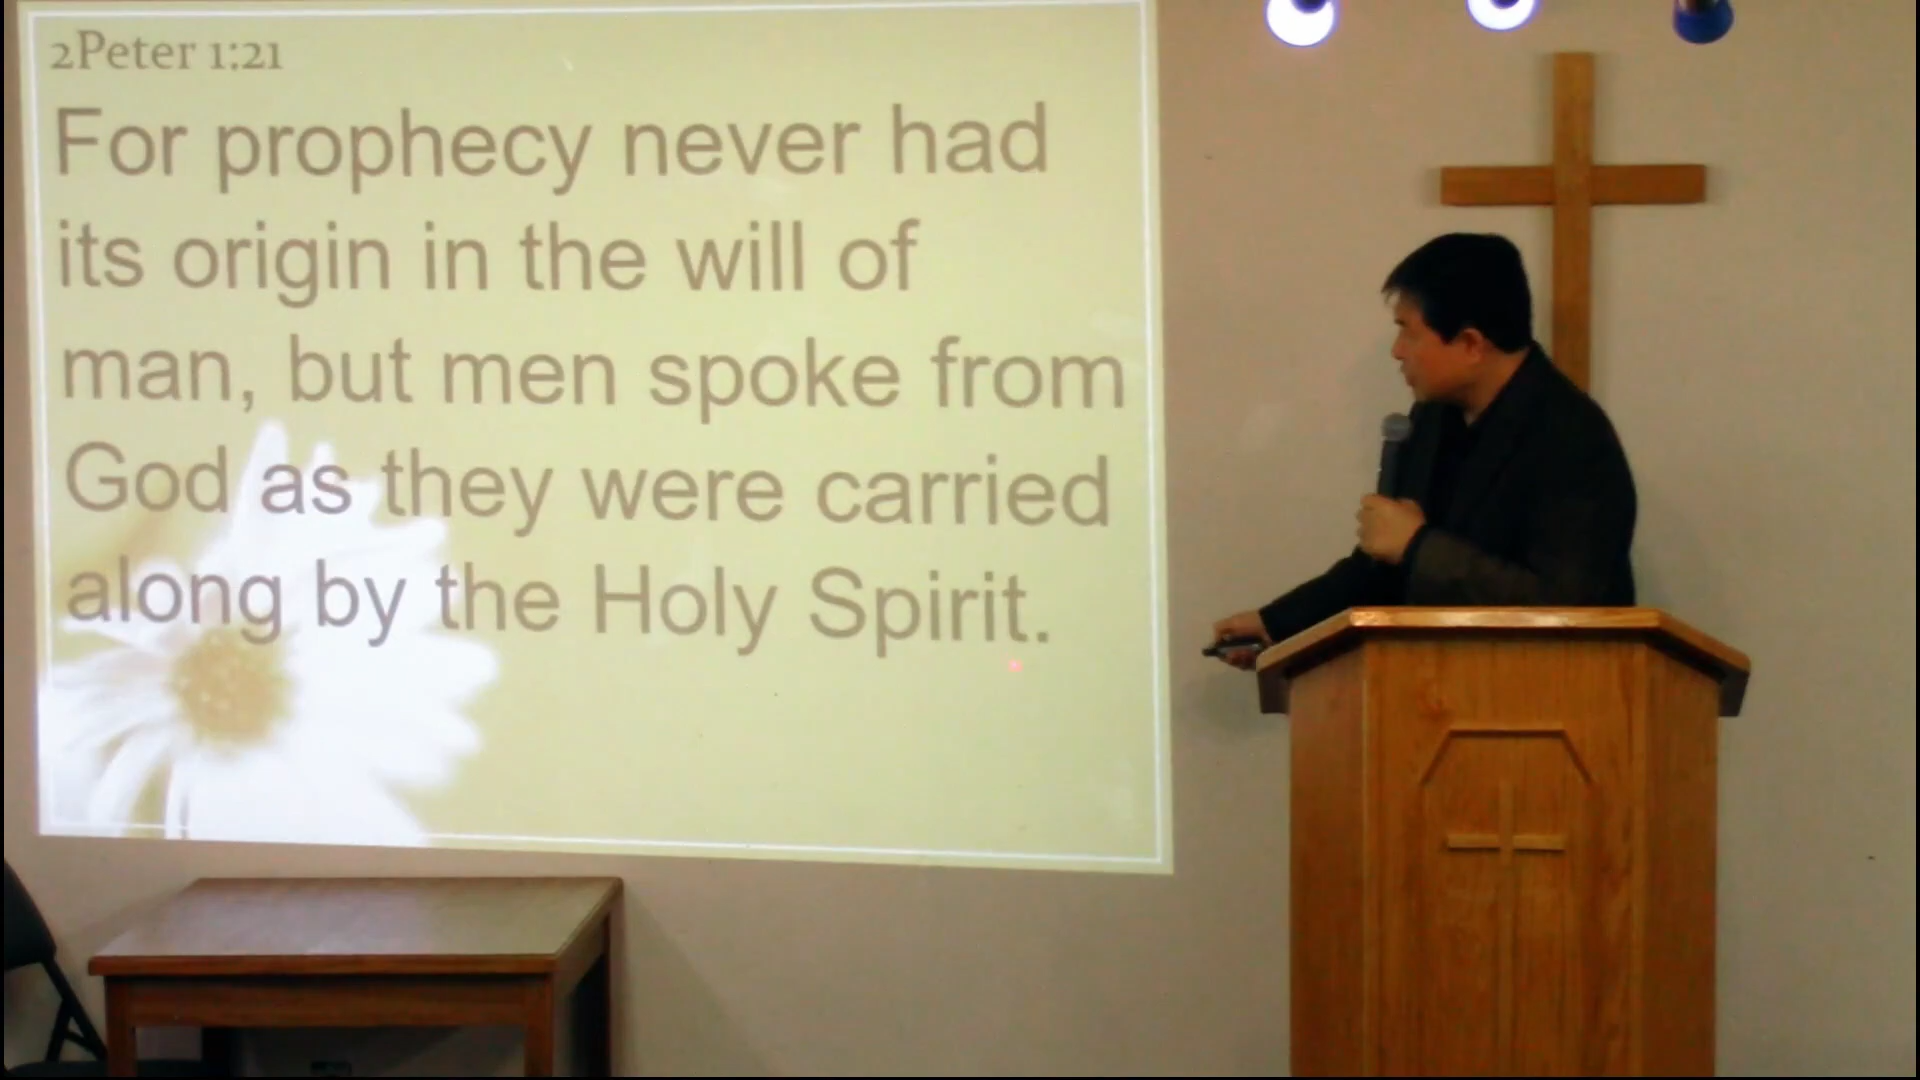 2Peter 1:21
For prophecy never had
its origin in the will of
man, but men spoke from
God as they were carried
along by the Holy Spirit.